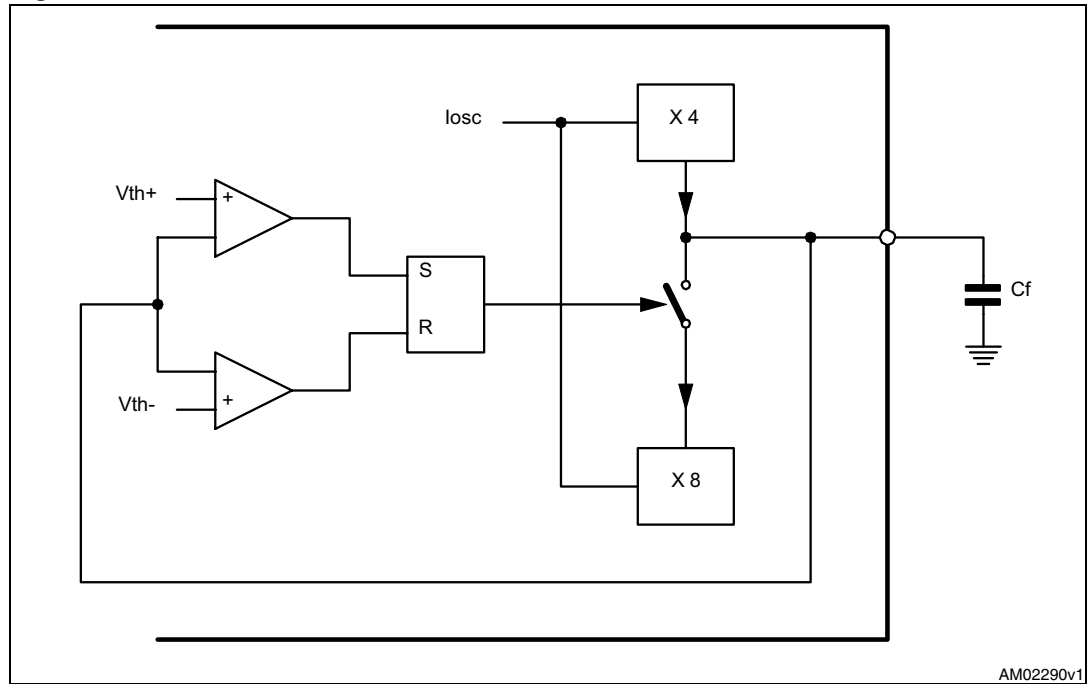 Iosc
X 4
Vth+
+
S
R
Cf
+
Vth-
X 8
AM02290v1